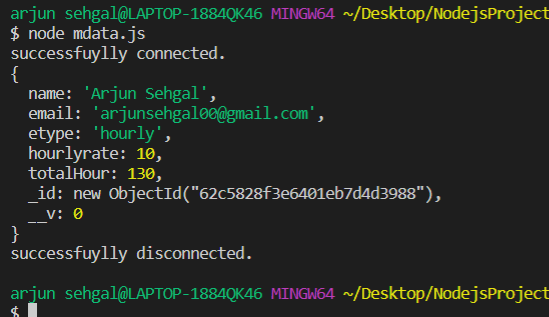 arjun sehgal@LAPTOP-1884QK46 MINGW64 ~/Desktop/NodejsProject
$ node mdata.js
successfuylly connected.
{
  name: 'Arjun Sehgal',
  email: 'arjunsehgal00@gmail.com',
  etype: 'hourly',
  hourlyrate: 10,
  totalHour: 130,
  _id: new ObjectId("62c5828f3e6401eb7d4d3988"),
  __v: 0
}
successfuylly disconnected.

arjun sehgal@LAPTOP-1884QK46 MINGW64 ~/Desktop/NodejsProject
$